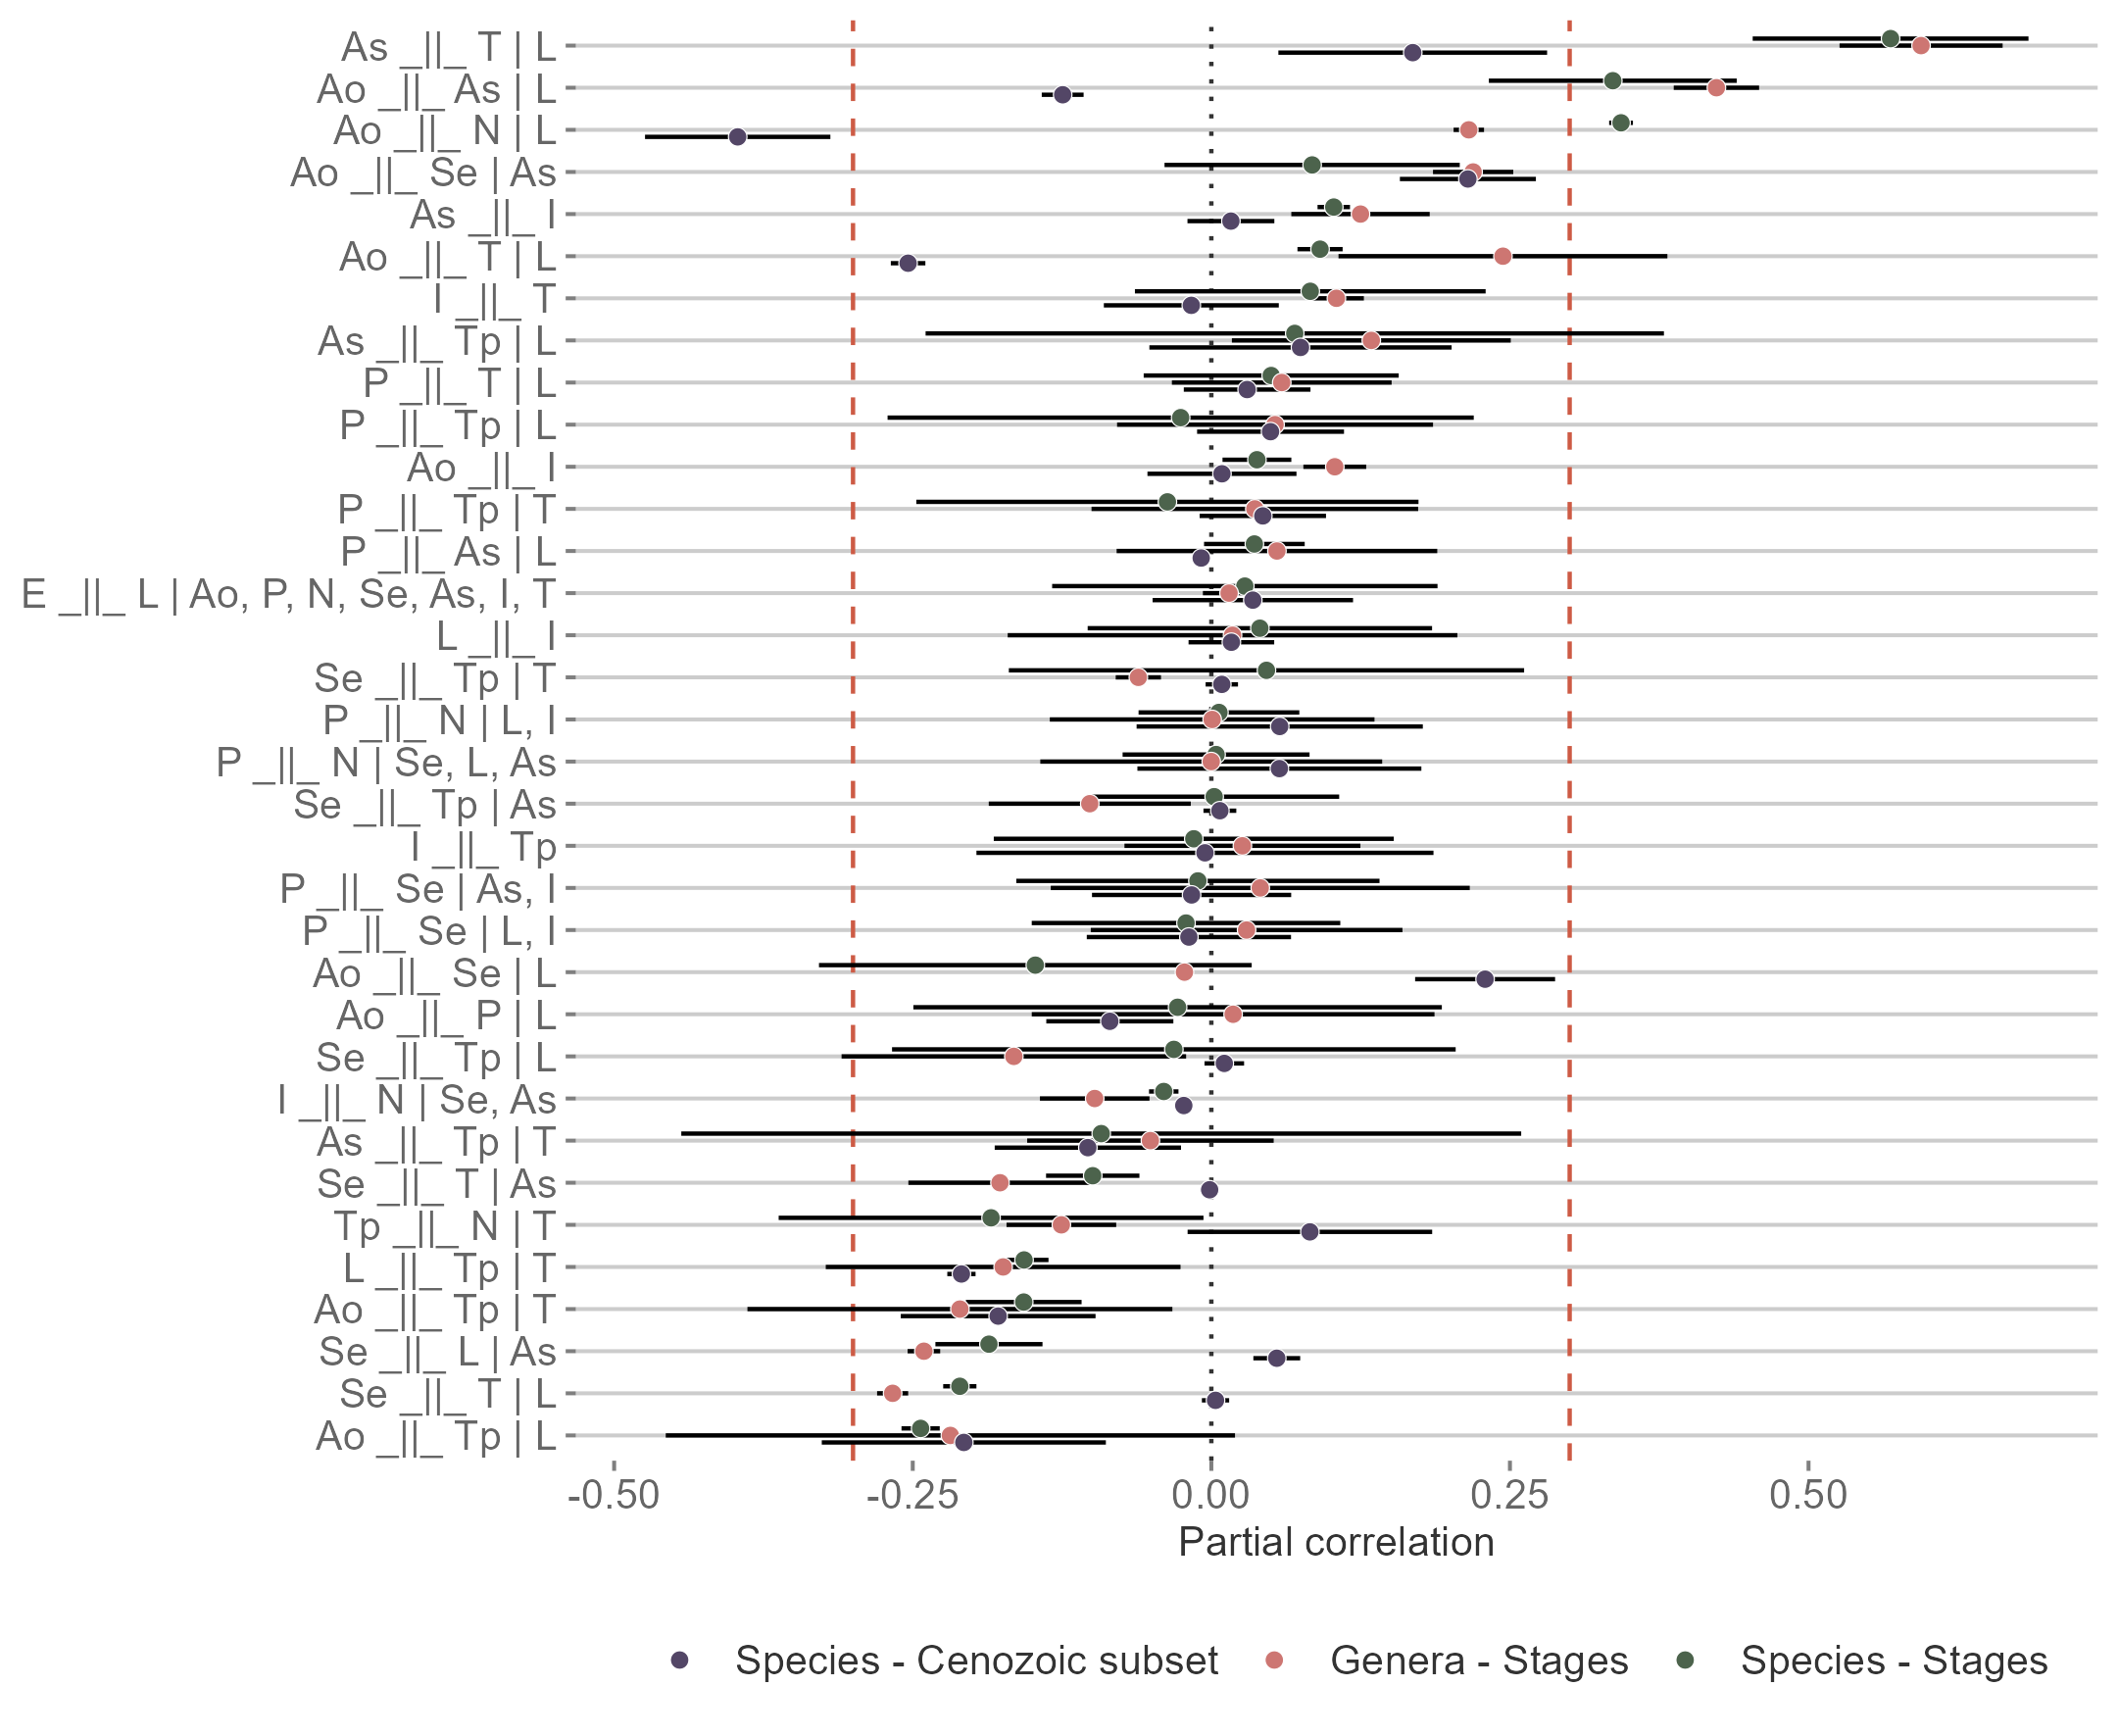 As _||_ T | L
Ao _||_ As | L
Ao _||_ N | L
Ao _||_ Se | As
As _||_ I
Ao _||_ T | L
I _||_ T
As _||_ Tp | L
P _||_ T | L
P _||_ Tp | L
Ao _||_ I
P _||_ Tp | T
P _||_ As | L
E _||_ L | Ao, P, N, Se, As, I, T
L _||_ I
Se _||_ Tp | T
P _||_ N | L, I
P _||_ N | Se, L, As
Se _||_ Tp | As
I _||_ Tp
P _||_ Se | As, I
P _||_ Se | L, I
Ao _||_ Se | L
Ao _||_ P | L
Se _||_ Tp | L
I _||_ N | Se, As
As _||_ Tp | T
Se _||_ T | As
Tp _||_ N | T
L _||_ Tp | T
Ao _||_ Tp | T
Se _||_ L | As
Se _||_ T | L
Ao _||_ Tp | L
-0.50 -0.25 0.00 0.25 0.50
Partial correlation
Species - Cenozoic subset Genera - Stages Species - Stages